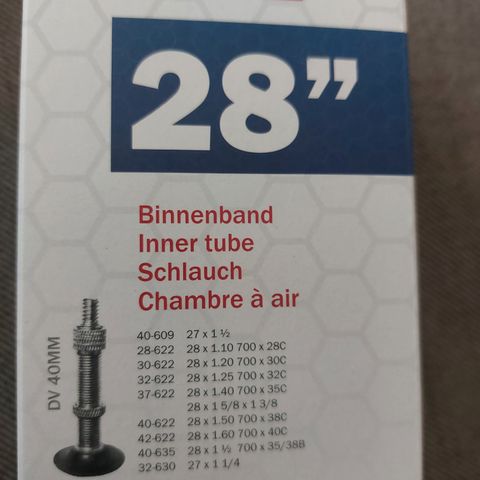 28”
Binnenband
Inner tube
Schlauch
Chambre à air
DV 40MM
40-609 27 x 1 ½
28-622 28 x 1.10 700 x 28C
30-622 28 x 1.20 700 x 30C
32-622 28 x 1.25 700 x 32C
37-622 28 x 1.40 700 x 35C
28 x 1 5/8 x 1 3/8
40-622 28 x 1.50 700 x 38C
42-622 28 x 1.60 700 x 40C
40-635 28 x 1 ½ 700 x 35/38B
32-630 27 x 1 1/4